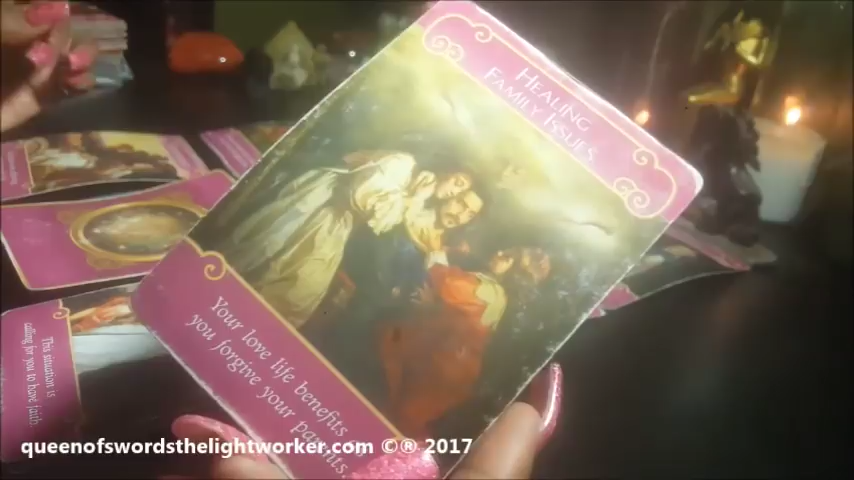 HEALING
FAMILY ISSUES
Your love life benefits as
you forgive your parents.
This situation is
calling for you to have faith.
queenofswordsthelightworker.com ©® 2017